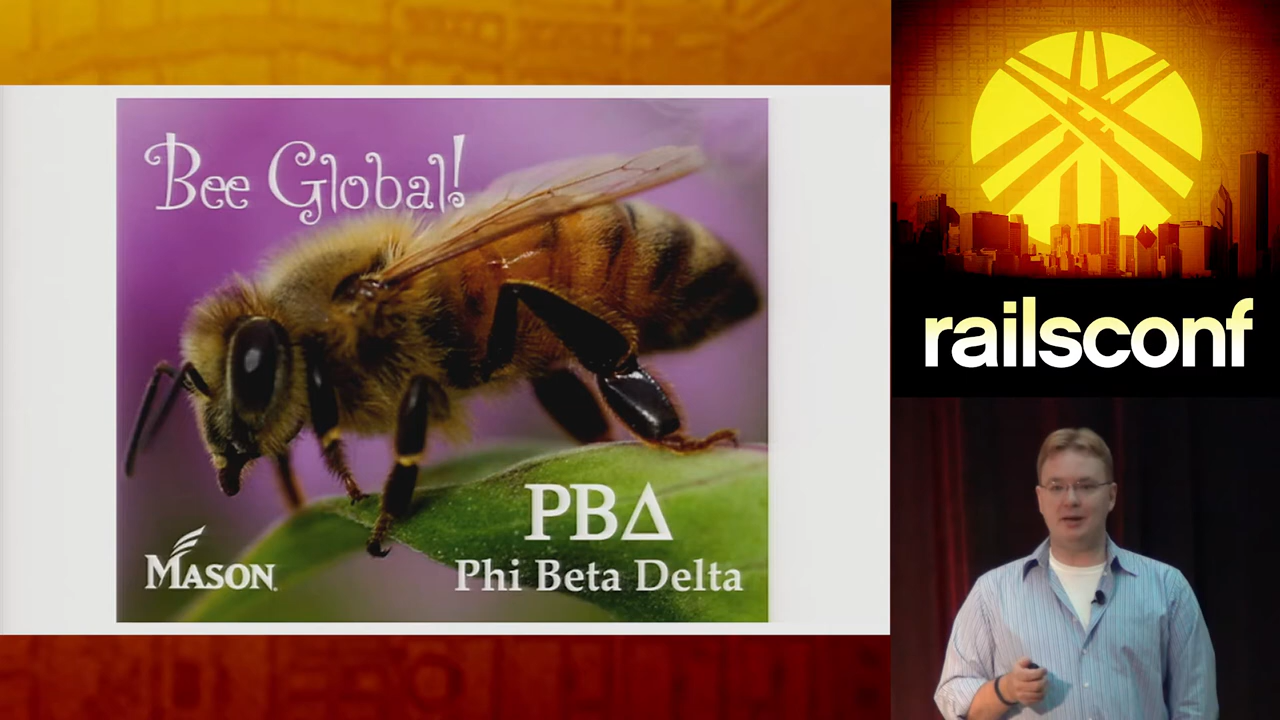 Bee Global!
PBΔ
Phi Beta Delta
MASON
railsconf